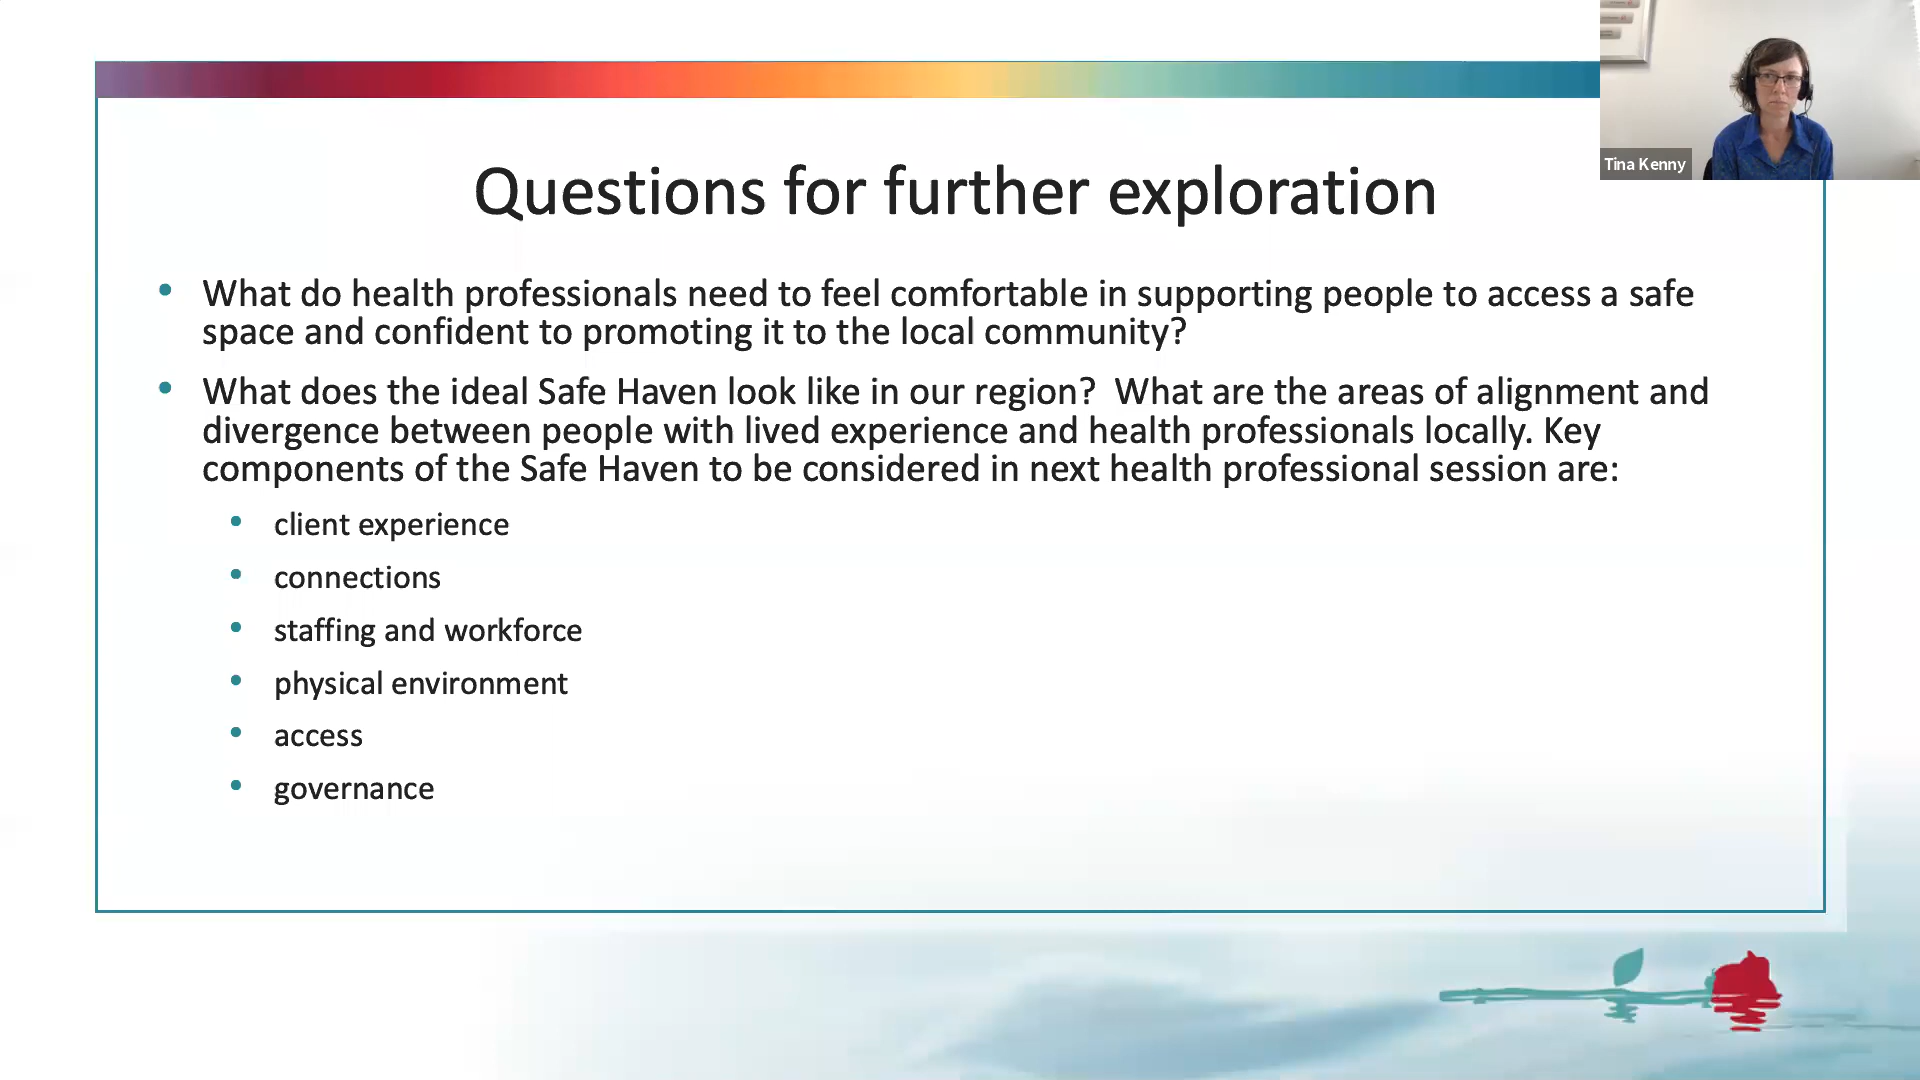 Tina Kenny
Questions for further exploration
• What do health professionals need to feel comfortable in supporting people to access a safe
space and confident to promoting it to the local community?
• What does the ideal Safe Haven look like in our region?  What are the areas of alignment and
divergence between people with lived experience and health professionals locally. Key
components of the Safe Haven to be considered in next health professional session are:
• client experience
• connections
• staffing and workforce
• physical environment
• access
• governance